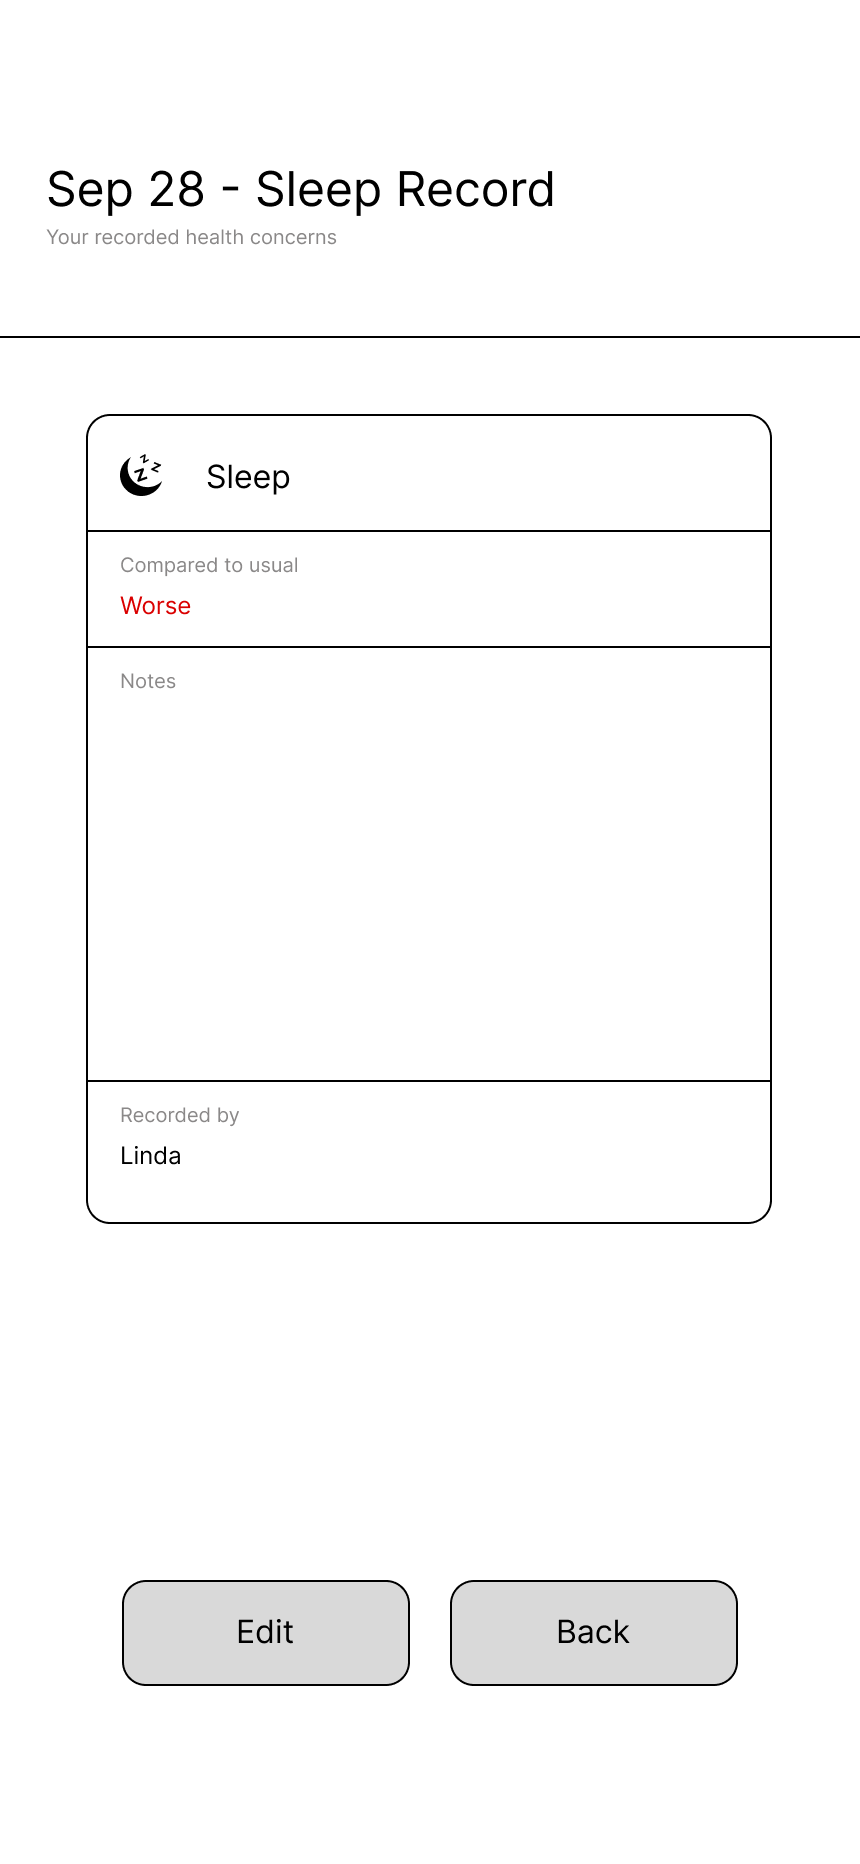 Sep 28 - Sleep Record
Your recorded health concerns
Sleep
Compared to usual
Worse
Notes
Recorded by
Linda
Edit
Back